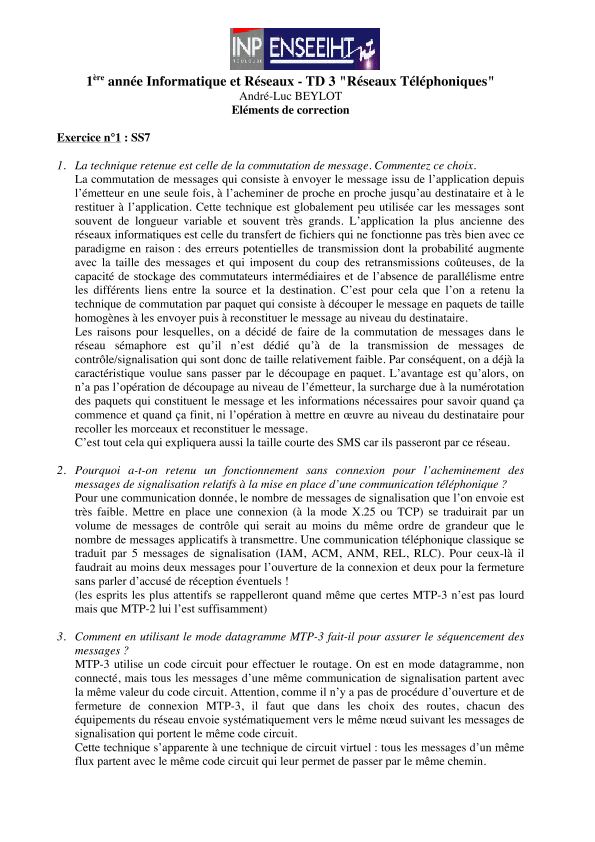 INP ENSEEIHT
TOULOUSE
1ère année Informatique et Réseaux - TD 3 "Réseaux Téléphoniques"
André-Luc BEYLOT
Eléments de correction
Exercice n°1 : SS7
1. La technique retenue est celle de la commutation de message. Commentez ce choix.
La commutation de messages qui consiste à envoyer le message issu de l'application depuis
l'émetteur en une seule fois, à l'acheminer de proche en proche jusqu'au destinataire et à le
restituer à l'application. Cette technique est globalement peu utilisée car les messages sont
souvent de longueur variable et souvent très grands. L'application la plus ancienne des
réseaux informatiques est celle du transfert de fichiers qui ne fonctionne pas très bien avec ce
paradigme en raison : des erreurs potentielles de transmission dont la probabilité augmente
avec la taille des messages et qui imposent du coup des retransmissions coûteuses, de la
capacité de stockage des commutateurs intermédiaires et de l'absence de parallélisme entre
les différents liens entre la source et la destination. C'est pour cela que l'on a retenu la
technique de commutation par paquet qui consiste à découper le message en paquets de taille
homogènes à les envoyer puis à reconstituer le message au niveau du destinataire.
Les raisons pour lesquelles, on a décidé de faire de la commutation de messages dans le
réseau sémaphore est qu'il n'est dédié qu'à de la transmission de messages de
contrôle/signalisation qui sont donc de taille relativement faible. Par conséquent, on a déjà la
caractéristique voulue sans passer par le découpage en paquet. L'avantage est qu'alors, on
n'a pas l'opération de découpage au niveau de l'émetteur, la surcharge due à la numérotation
des paquets qui constituent le message et les informations nécessaires pour savoir quand ça
commence et quand ça finit, ni l'opération à mettre en œuvre au niveau du destinataire pour
recoller les morceaux et reconstituer le message.
C'est tout cela qui expliquera aussi la taille courte des SMS car ils passeront par ce réseau.
2. Pourquoi a-t-on retenu un fonctionnement sans connexion pour l'acheminement des
messages de signalisation relatifs à la mise en place d'une communication téléphonique ?
Pour une communication donnée, le nombre de messages de signalisation que l'on envoie est
très faible. Mettre en place une connexion (à la mode X.25 ou TCP) se traduirait par un
volume de messages de contrôle qui serait au moins du même ordre de grandeur que le
nombre de messages applicatifs à transmettre. Une communication téléphonique classique se
traduit par 5 messages de signalisation (IAM, ACM, ANM, REL, RLC). Pour ceux-là il
faudrait au moins deux messages pour l'ouverture de la connexion et deux pour la fermeture
sans parler d'accusé de réception éventuels !
(les esprits les plus attentifs se rappelleront quand même que certes MTP-3 n'est pas lourd
mais que MTP-2 lui l'est suffisamment)
3. Comment en utilisant le mode datagramme MTP-3 fait-il pour assurer le séquencement des
messages ?
MTP-3 utilise un code circuit pour effectuer le routage. On est en mode datagramme, non
connecté, mais tous les messages d'une même communication de signalisation partent avec
la même valeur du code circuit. Attention, comme il n'y a pas de procédure d'ouverture et de
fermeture de connexion MTP-3, il faut que dans les choix des routes, chacun des
équipements du réseau envoie systématiquement vers le même nœud suivant les messages de
signalisation qui portent le même code circuit.
Cette technique s'apparente à une technique de circuit virtuel : tous les messages d'un même
flux partent avec le même code circuit qui leur permet de passer par le même chemin.